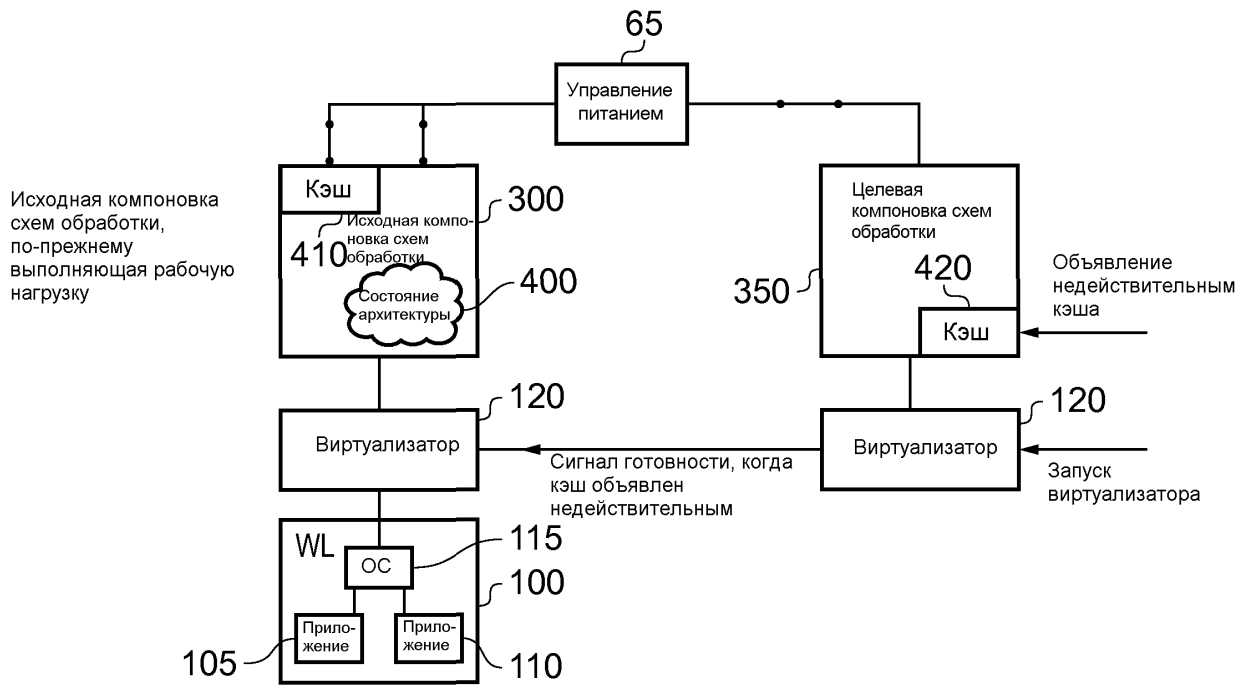 65
Управление
питанием
Кэш
410
Исходная компо-
новка схем
обработки
300
Состояние
архитектуры
400
Исходная компоновка
схем обработки,
по-прежнему
выполняющая рабочую
нагрузку
Целевая
компоновка схем
обработки
350
420
Кэш
Объявление
недействительным
кэша
120
Виртуализатор
Сигнал готовности, когда
кэш объявлен
недействительным
120
Виртуализатор
Запуск
виртуализатора
WL
ОС
115
100
Прило-
жение
105
Прило-
жение
110